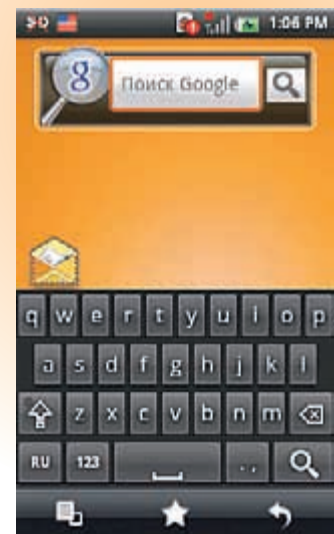 1:06 PM
g
Поиск Google
q w e r t y u i o p
a s d f g h j k l
z x c v b n m
RU 123 . ,